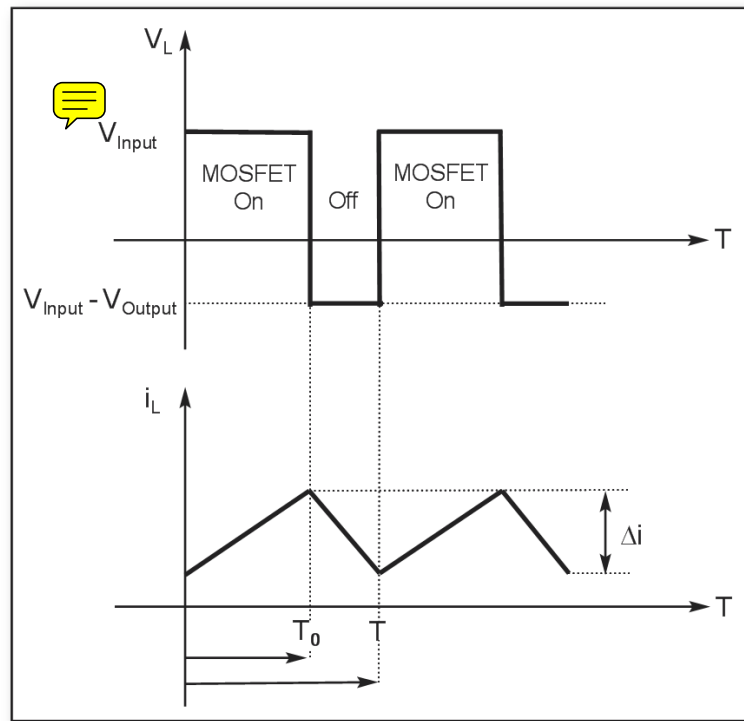 V_L
V_Input
MOSFET
On
Off
MOSFET
On
T
V_Input - V_Output
i_L
Δi
T_0
T
T